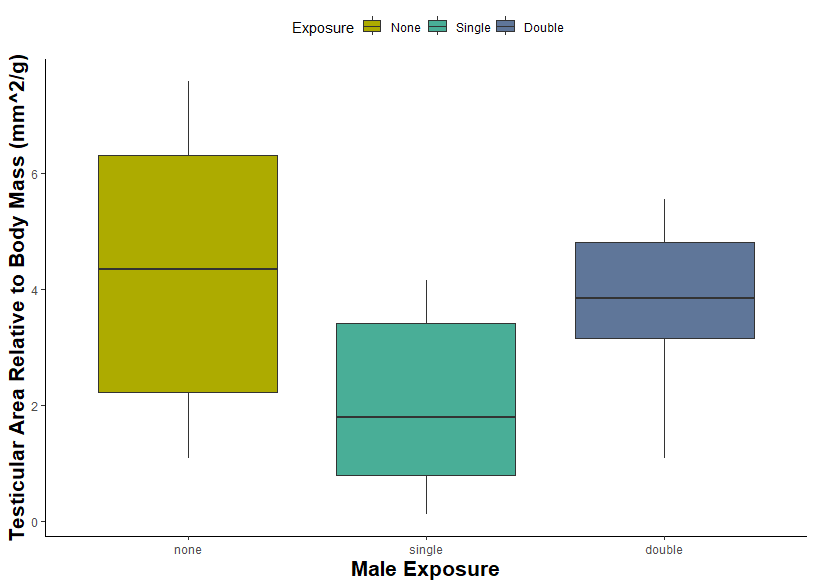 Exposure None Single Double
Testicular Area Relative to Body Mass (mm^2/g)
6
4
2
0
none single double
Male Exposure